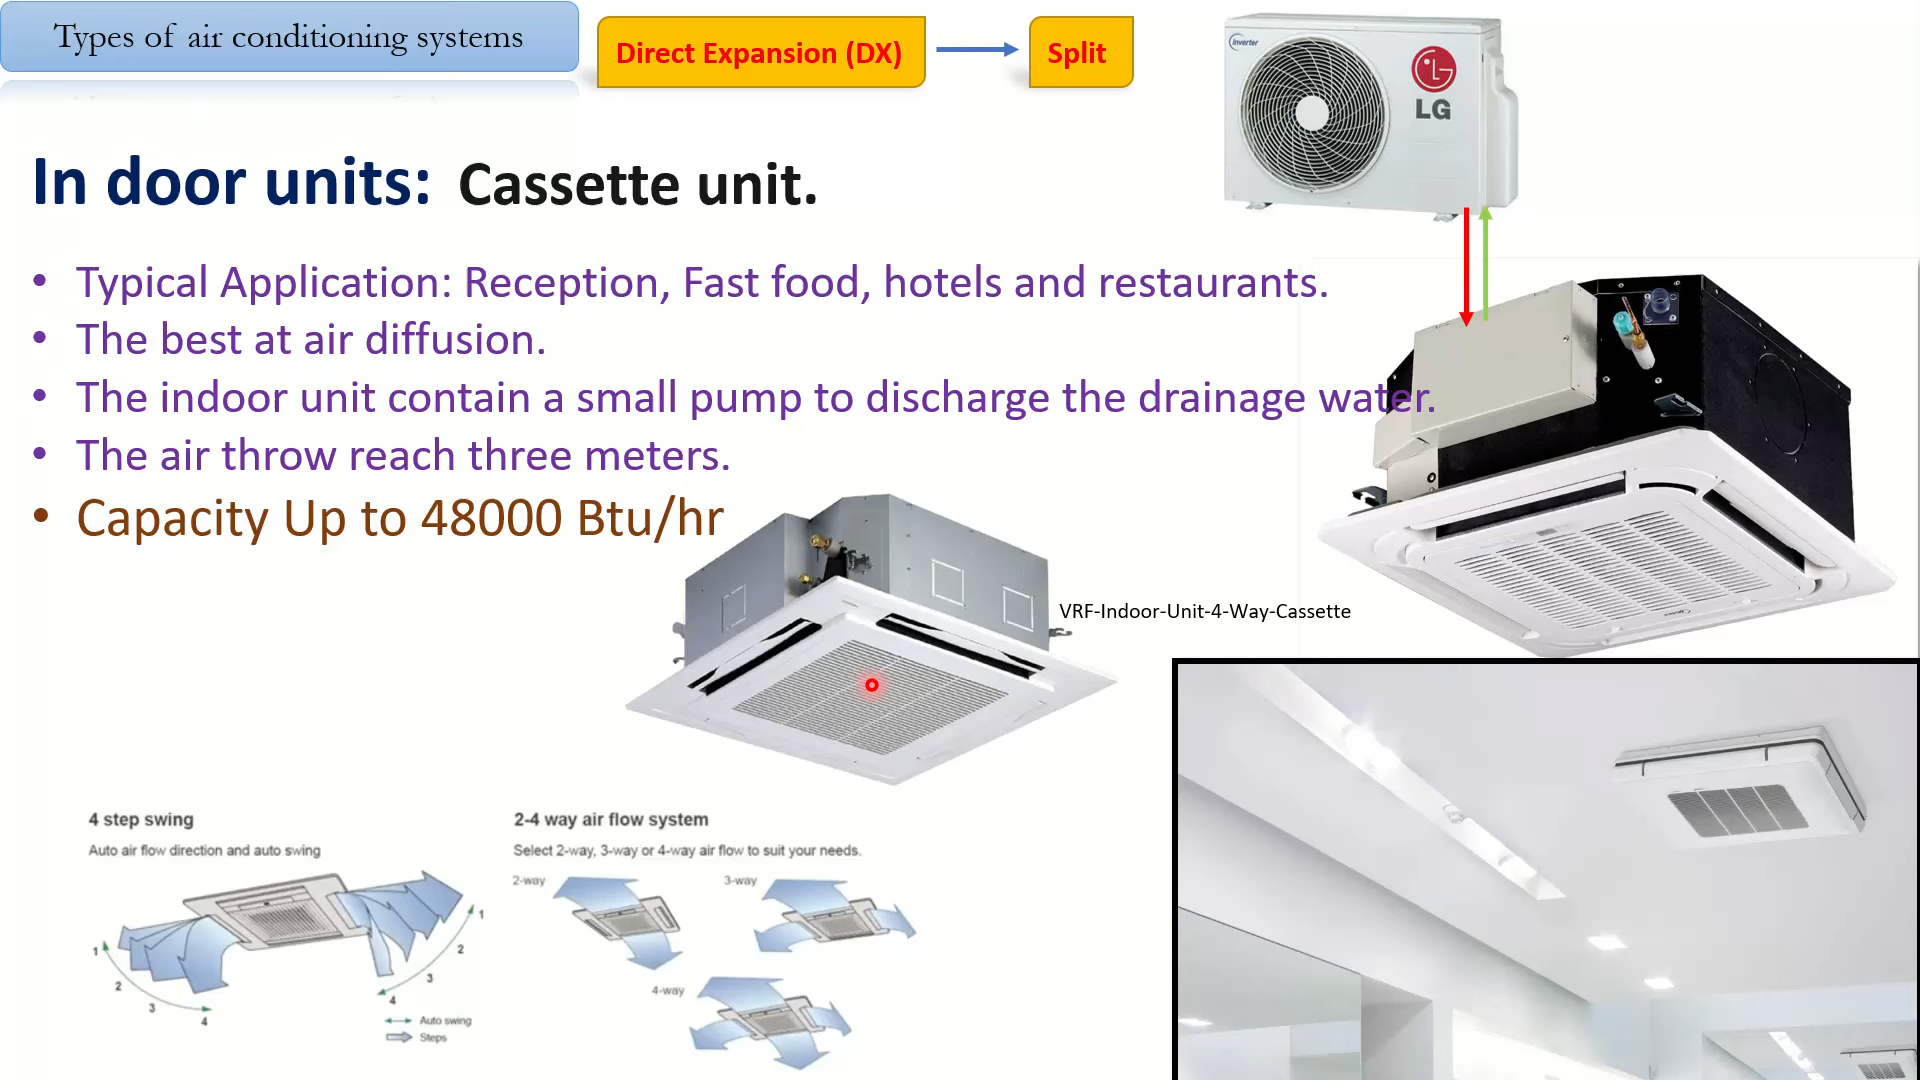 Types of air conditioning systems
Direct Expansion (DX)
Split
Inverter
LG
In door units: Cassette unit.
• Typical Application: Reception, Fast food, hotels and restaurants.
• The best at air diffusion.
• The indoor unit contain a small pump to discharge the drainage water.
• The air throw reach three meters.
• Capacity Up to 48000 Btu/hr
VRF-Indoor-Unit-4-Way-Cassette
4 step swing
Auto air flow direction and auto swing
1
2
3
4
1
2
3
4
Auto swing
Steps
2-4 way air flow system
Select 2-way, 3-way or 4-way air flow to suit your needs.
2-way
3-way
4-way